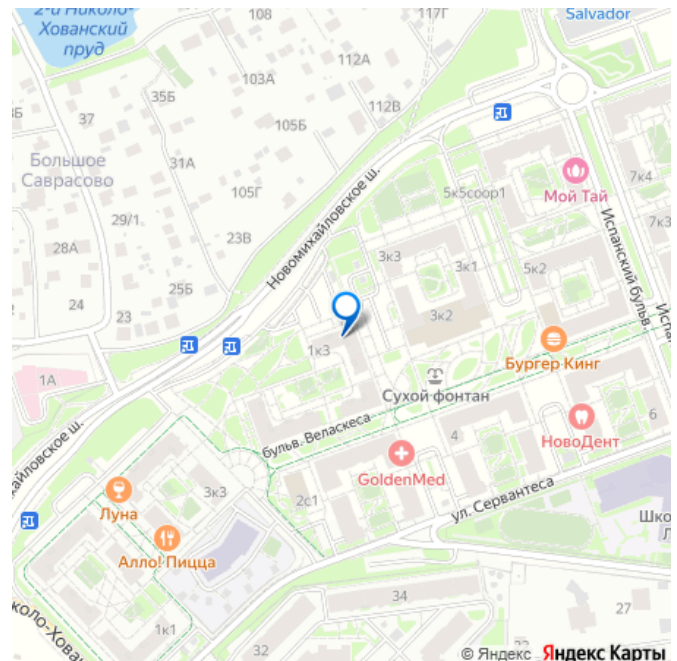 2-й Николо-
Хованский
пруд
108
117Г
Salvador
112А
103А
35Б
112В
37
105Б
Большое
Саврасово
31А
5к5соор1
Мой Тай
7к4
105Г
29/1
Новомихайловское ш.
Испанский бульв.
7к3
23В
28А
3к3
3к1
5к2
25Б
24
23
3к2
1к3
Бургер Кинг
1А
Сухой фонтан
бульв. Веласкеса
4
НовоДент
6
GoldenMed
3к3
2с1
ул. Сервантеса
Луна
Алло! Пицца
34
27
1к1
32
© Яндекс Яндекс Карты